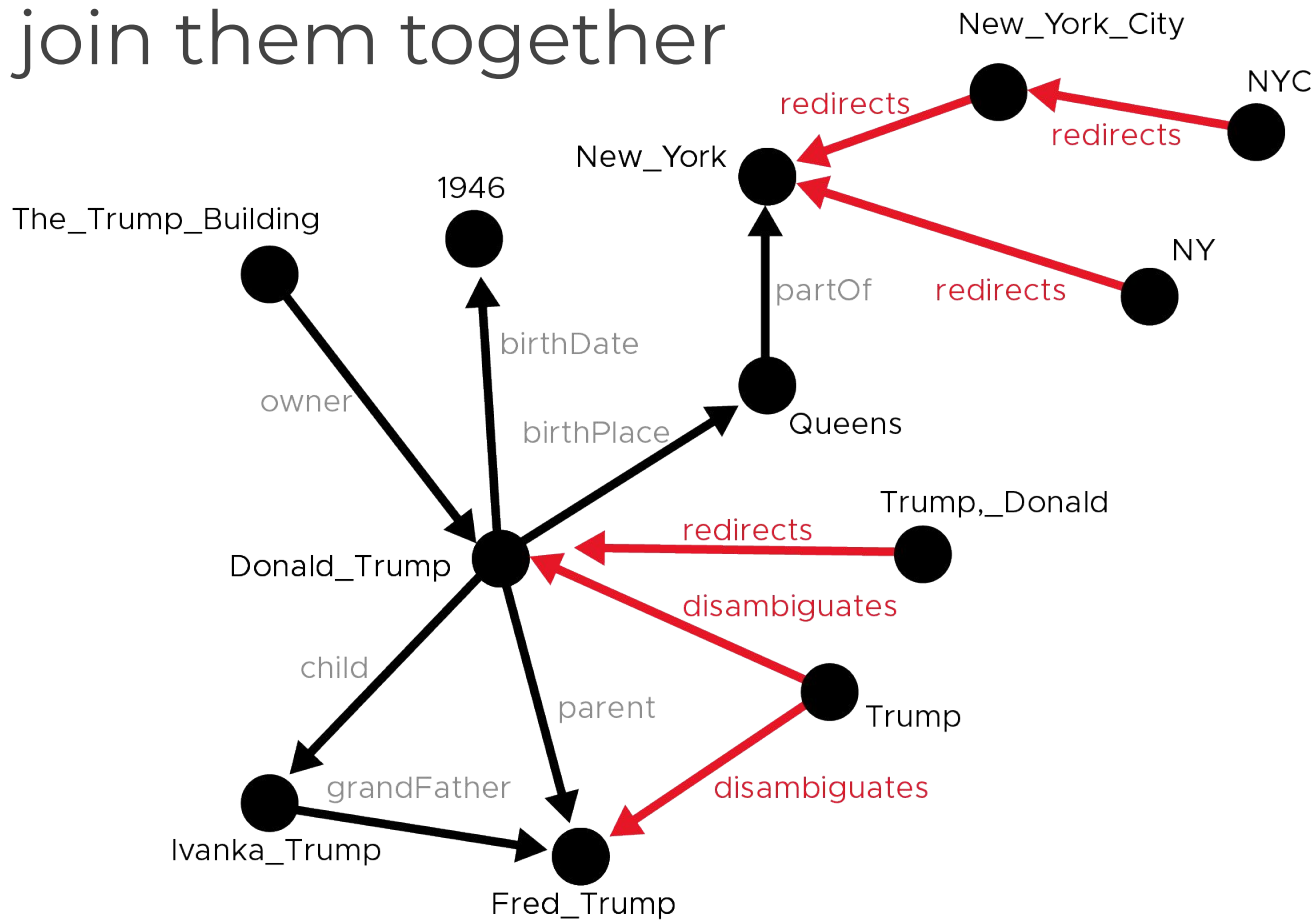 join them together
New_York_City
NYC
redirects
redirects
New_York
1946
The_Trump_Building
NY
partOf
redirects
birthDate
owner
birthPlace
Queens
Trump,_Donald
redirects
Donald_Trump
disambiguates
child
parent
Trump
grandFather
disambiguates
Ivanka_Trump
Fred_Trump